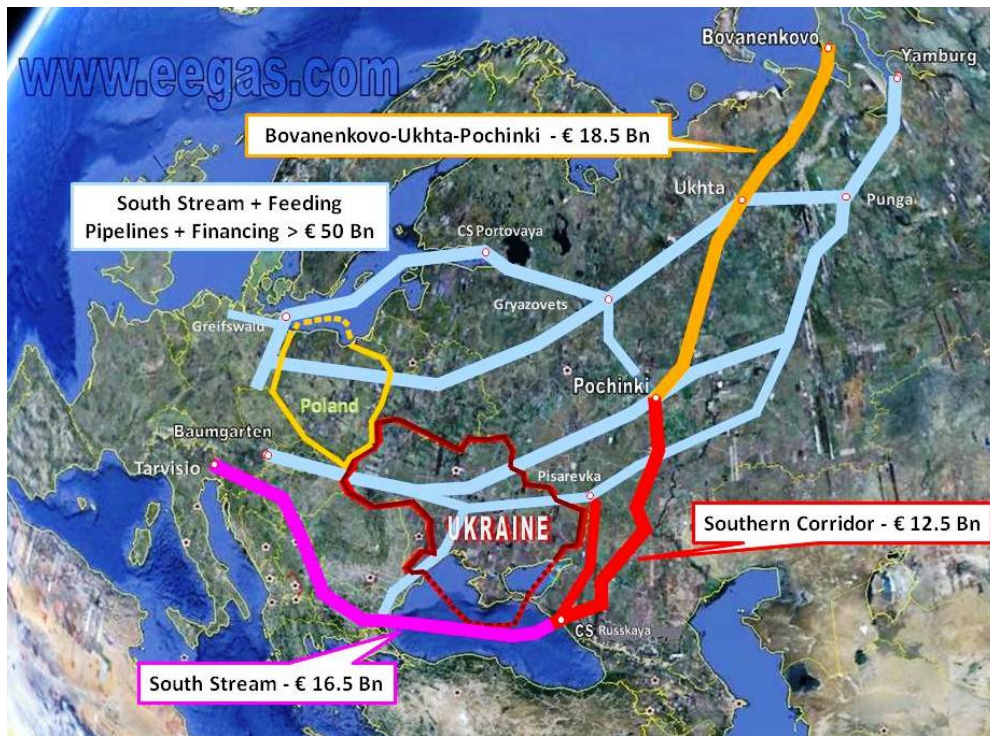 www.eegas.com
Bovanenkovo
Yamburg
Bovanenkovo-Ukhta-Pochinki - € 18.5 Bn
Ukhta
Punga
South Stream + Feeding
Pipelines + Financing > € 50 Bn
CS Portovaya
Gryazovets
Greifswald
Pochinki
Poland
Baumgarten
Tarvisio
Pisarevka
UKRAINE
Southern Corridor - € 12.5 Bn
CS Russkaya
South Stream - € 16.5 Bn